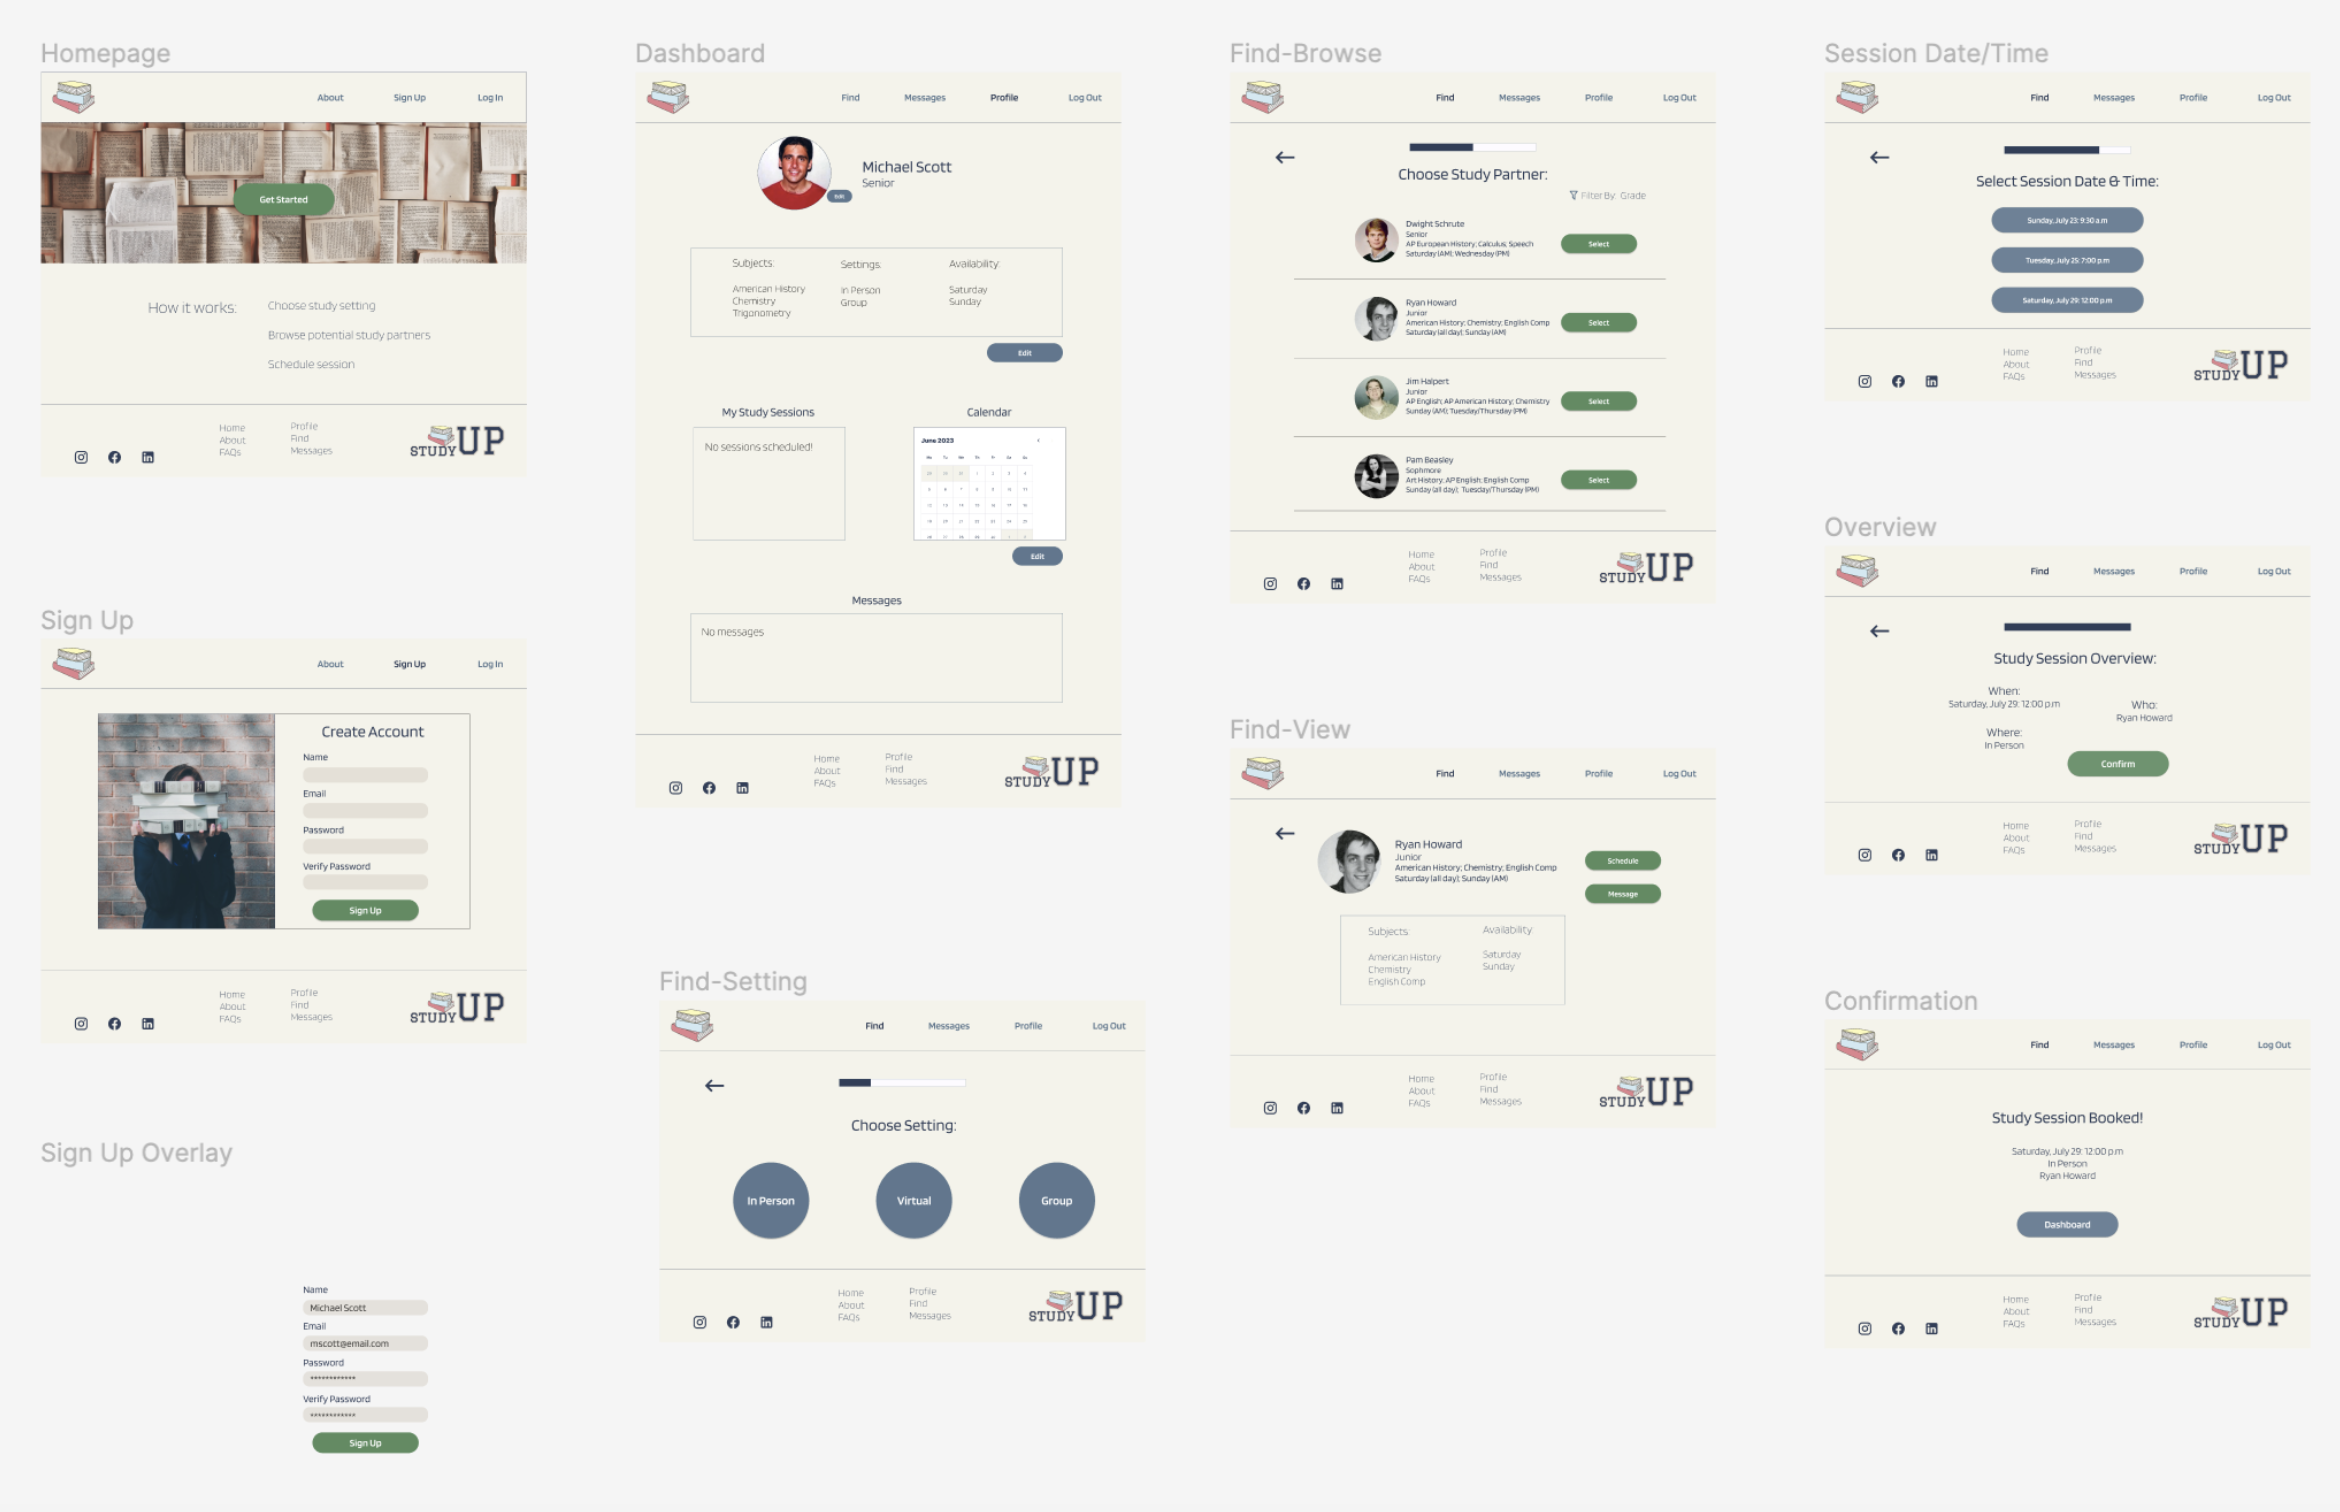 Homepage
About Sign Up Log In
Get Started
How it works:
Choose study setting
Browse potential study partners
Schedule session
Home
About
FAQs
Profile
Find
Messages
STUDY UP
Sign Up
About Sign Up Log In
Create Account
Name
Email
Password
Verify Password
Sign Up
Home
About
FAQs
Profile
Find
Messages
STUDY UP
Sign Up Overlay
Name
Michael Scott
Email
mscott@email.com
Password
************
Verify Password
************
Sign Up
Dashboard
Find Messages Profile Log Out
Michael Scott
Senior
Edit
Subjects:
American History
Chemistry
Trigonometry
Settings:
In Person
Group
Availability:
Saturday
Sunday
Edit
My Study Sessions
No sessions scheduled!
Calendar
June 2023
Edit
Messages
No messages
Home
About
FAQs
Profile
Find
Messages
STUDY UP
Find-Setting
Find Messages Profile Log Out
Choose Setting:
In Person
Virtual
Group
Home
About
FAQs
Profile
Find
Messages
STUDY UP
Find-Browse
Find Messages Profile Log Out
Choose Study Partner:
Filter By: Grade
Dwight Schrute
Senior
AP European History; Calculus; Speech
Saturday (AM); Wednesday (PM)
Select
Ryan Howard
Junior
American History; Chemistry; English Comp
Saturday (all day); Sunday (AM)
Select
Jim Halpert
Junior
AP English; AP American History; Chemistry
Sunday (AM); Tuesday/Thursday (PM)
Select
Pam Beasley
Sophmore
Art History; AP English; English Comp
Sunday (all day); Tuesday/Thursday (PM)
Select
Home
About
FAQs
Profile
Find
Messages
STUDY UP
Find-View
Find Messages Profile Log Out
Ryan Howard
Junior
American History; Chemistry; English Comp
Saturday (all day); Sunday (AM)
Schedule
Message
Subjects:
American History
Chemistry
English Comp
Availability:
Saturday
Sunday
Home
About
FAQs
Profile
Find
Messages
STUDY UP
Session Date/Time
Find Messages Profile Log Out
Select Session Date & Time:
Sunday, July 23: 9:30 a.m
Tuesday, July 25: 7:00 p.m
Saturday, July 29: 12:00 p.m
Home
About
FAQs
Profile
Find
Messages
STUDY UP
Overview
Find Messages Profile Log Out
Study Session Overview:
When:
Saturday, July 29: 12:00 p.m
Who:
Ryan Howard
Where:
In Person
Confirm
Home
About
FAQs
Profile
Find
Messages
STUDY UP
Confirmation
Find Messages Profile Log Out
Study Session Booked!
Saturday, July 29: 12:00 p.m
In Person
Ryan Howard
Dashboard
Home
About
FAQs
Profile
Find
Messages
STUDY UP